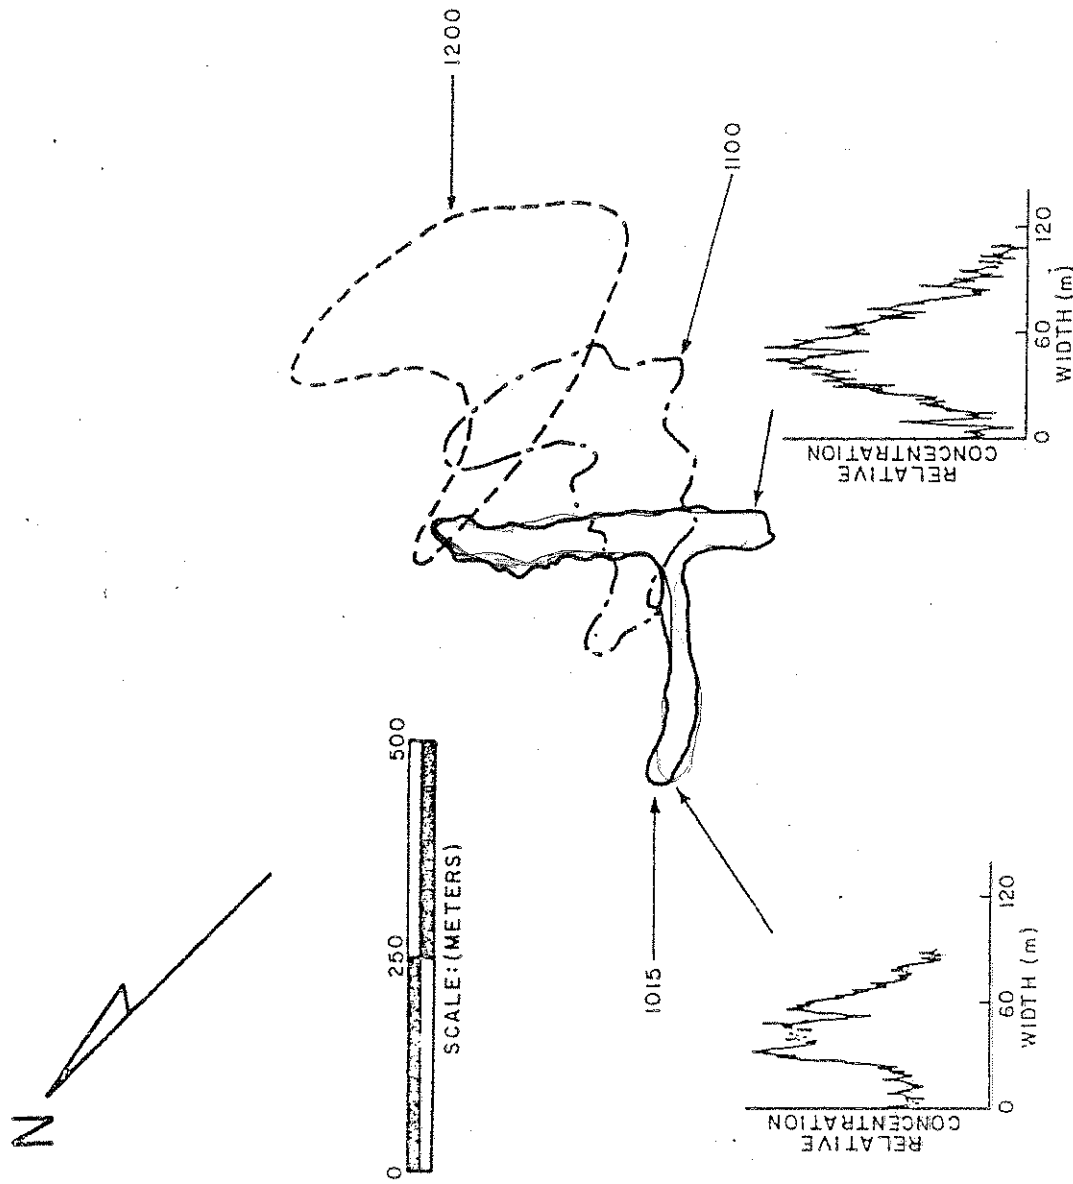 N
0
250
500
SCALE: (METERS)
1200
1100
1015
RELATIVE
CONCENTRATION
0
60
120
WIDTH (m)
RELATIVE
CONCENTRATION
0
60
120
WIDTH (m)